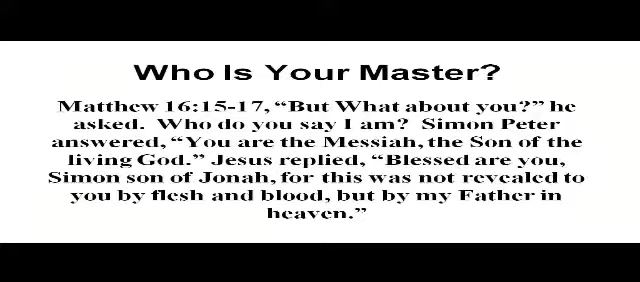 Who Is Your Master?
Matthew 16:15-17, “But What about you?” he
asked.  Who do you say I am?  Simon Peter
answered, “You are the Messiah, the Son of the
living God.” Jesus replied, “Blessed are you,
Simon son of Jonah, for this was not revealed to
you by flesh and blood, but by my Father in
heaven.”